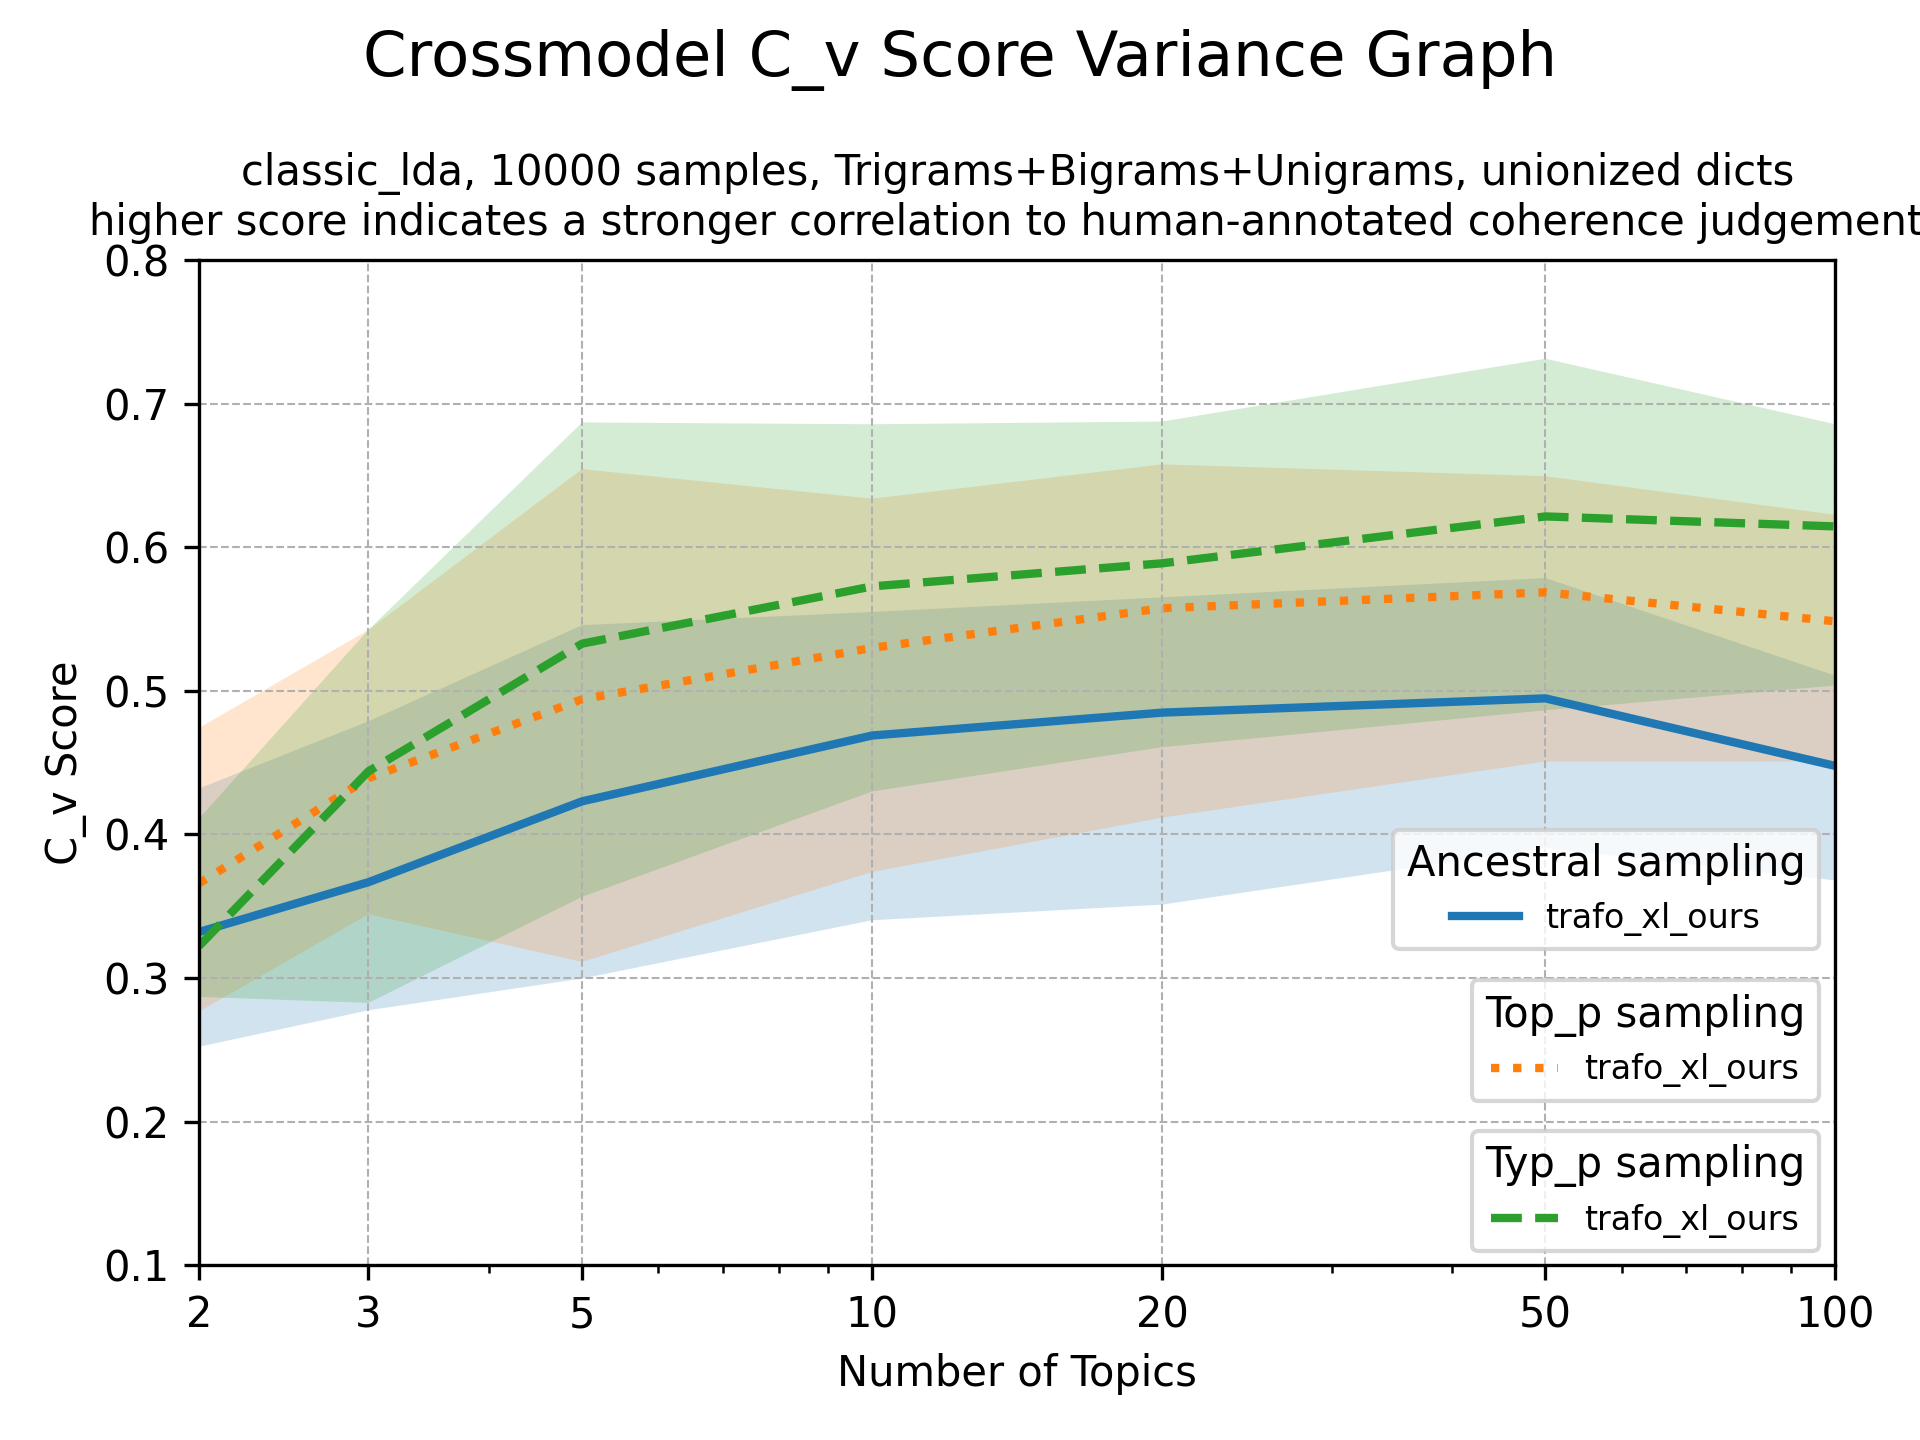 Crossmodel C_v Score Variance Graph
classic_lda, 10000 samples, Trigrams+Bigrams+Unigrams, unionized dicts
higher score indicates a stronger correlation to human-annotated coherence judgement
0.8
0.7
0.6
0.5
0.4
0.3
0.2
0.1
C_v Score
Ancestral sampling
trafo_xl_ours
Top_p sampling
trafo_xl_ours
Typ_p sampling
trafo_xl_ours
2 3 5 10 20 50 100
Number of Topics